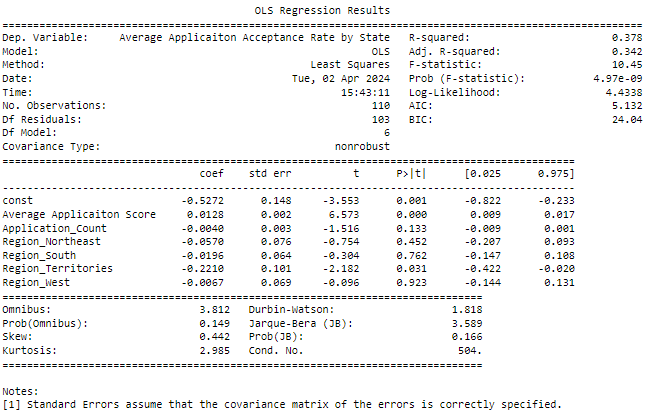 OLS Regression Results
Dep. Variable: Average Applicaiton Acceptance Rate by State R-squared: 0.378
Model: OLS Adj. R-squared: 0.342
Method: Least Squares F-statistic: 10.45
Date: Tue, 02 Apr 2024 Prob (F-statistic): 4.97e-09
Time: 15:43:11 Log-Likelihood: 4.4338
No. Observations: 110 AIC: 5.132
Df Residuals: 103 BIC: 24.04
Df Model: 6
Covariance Type: nonrobust
coef std err t P>|t| [0.025 0.975]
const -0.5272 0.148 -3.553 0.001 -0.822 -0.233
Average Applicaiton Score 0.0128 0.002 6.573 0.000 0.009 0.017
Application_Count -0.0040 0.003 -1.516 0.133 -0.009 0.001
Region_Northeast -0.0570 0.076 -0.754 0.452 -0.207 0.093
Region_South -0.0196 0.064 -0.304 0.762 -0.147 0.108
Region_Territories -0.2210 0.101 -2.182 0.031 -0.422 -0.020
Region_West -0.0067 0.069 -0.096 0.923 -0.144 0.131
Omnibus: 3.812 Durbin-Watson: 1.818
Prob(Omnibus): 0.149 Jarque-Bera (JB): 3.589
Skew: 0.442 Prob(JB): 0.166
Kurtosis: 2.985 Cond. No. 504.
Notes:
[1] Standard Errors assume that the covariance matrix of the errors is correctly specified.